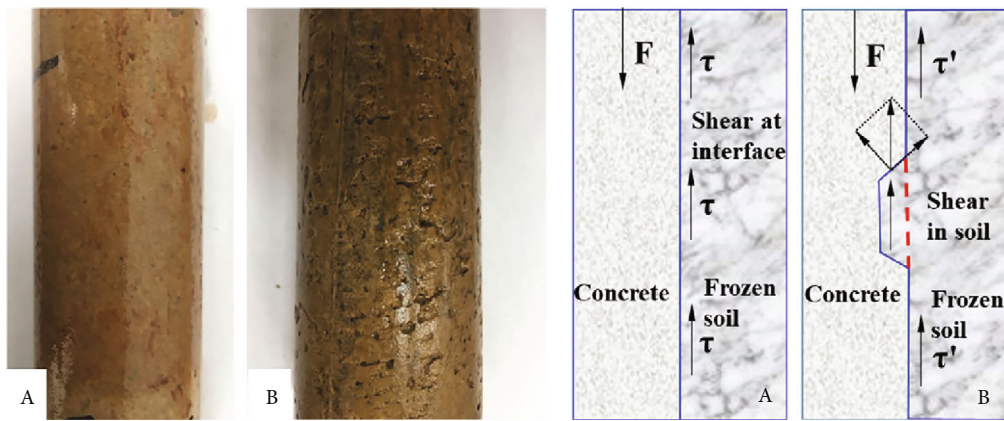 A
B
F
τ
Shear at
interface
τ
Concrete
Frozen
soil
τ
A
F
τ'
Shear
in soil
Concrete
Frozen
soil
τ'
B